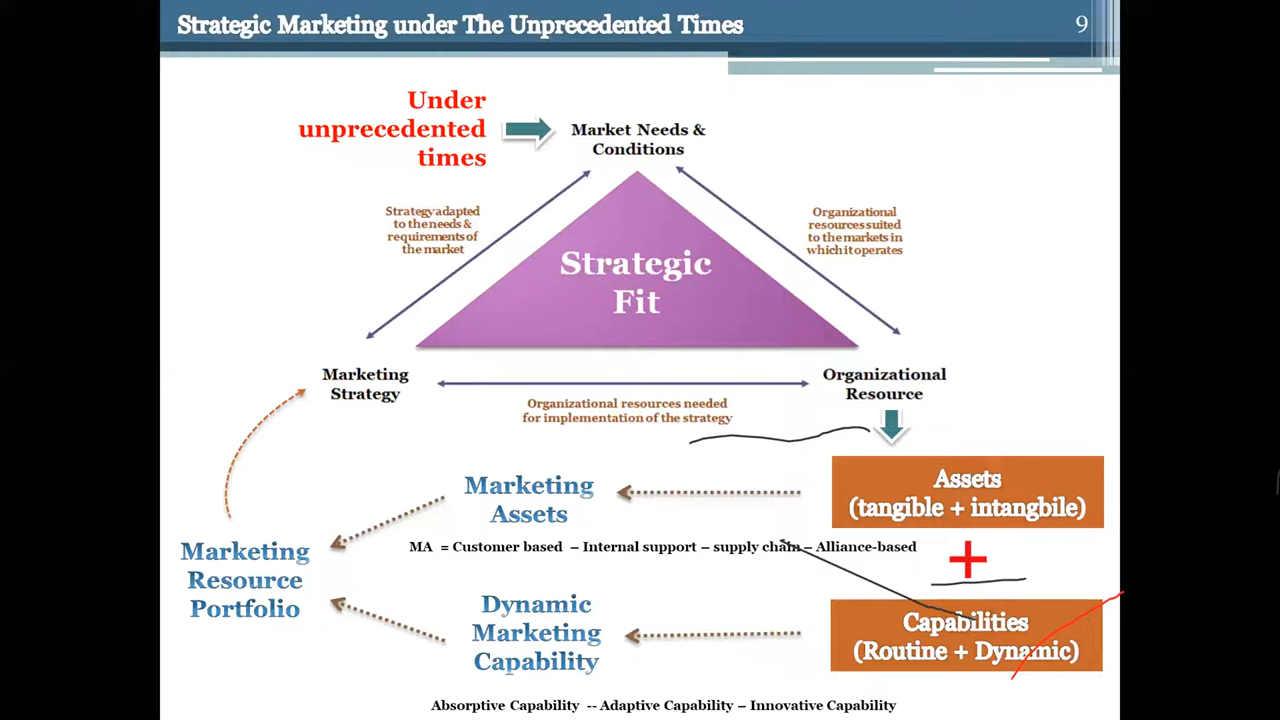 Strategic Marketing under The Unprecedented Times
9
Under
unprecedented
times
Market Needs &
Conditions
Strategy adapted
to the needs &
requirements of
the market
Organizational
resources suited
to the markets in
which it operates
Strategic
Fit
Marketing
Strategy
Organizational
Resource
Organizational resources needed
for implementation of the strategy
Marketing
Assets
Assets
(tangible + intangbile)
MA = Customer based – Internal support – supply chain – Alliance-based
+
Marketing
Resource
Portfolio
Dynamic
Marketing
Capability
Capabilities
(Routine + Dynamic)
Absorptive Capability -- Adaptive Capability – Innovative Capability